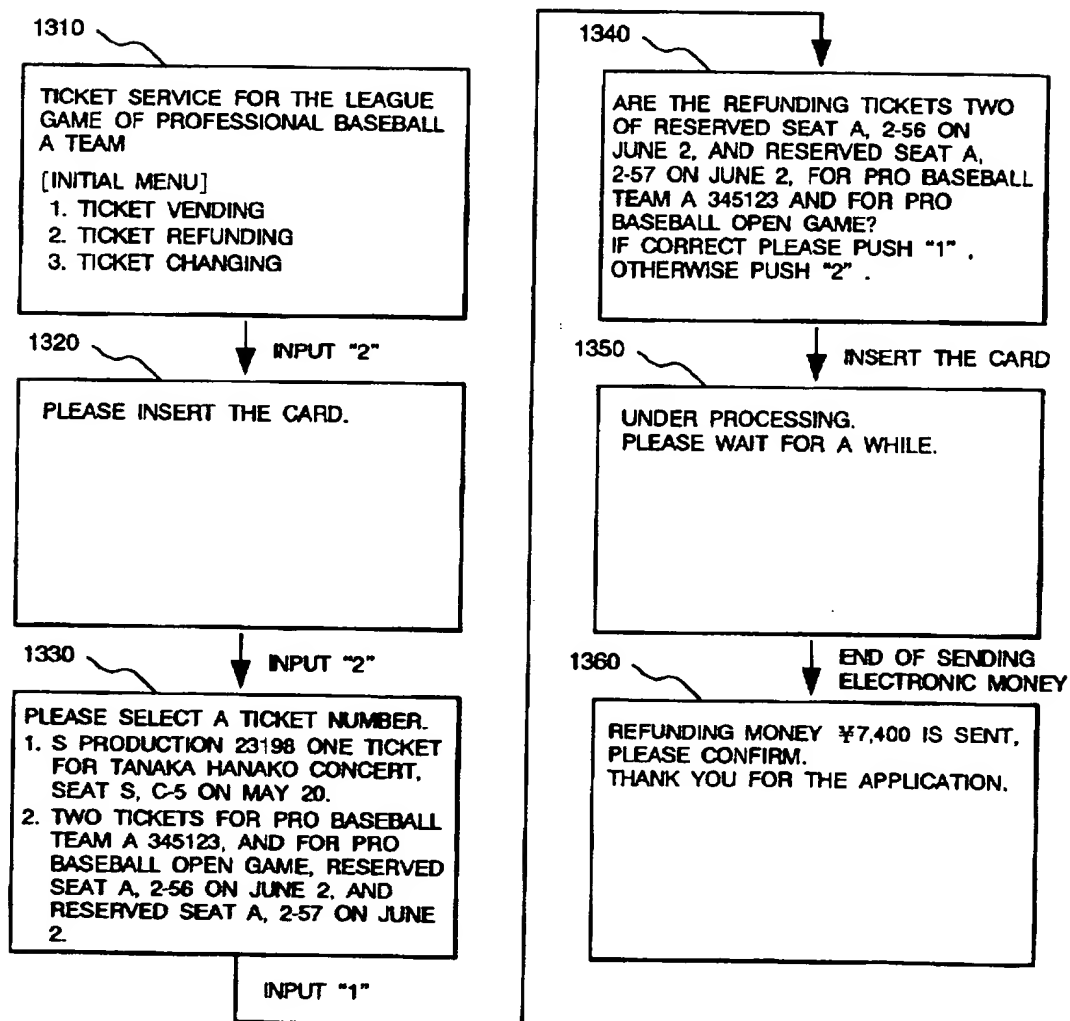 1310
TICKET SERVICE FOR THE LEAGUE
GAME OF PROFESSIONAL BASEBALL
A TEAM
[INITIAL MENU]
1. TICKET VENDING
2. TICKET REFUNDING
3. TICKET CHANGING
1320
INPUT "2"
PLEASE INSERT THE CARD.
1330
INPUT "2"
PLEASE SELECT A TICKET NUMBER.
1. S PRODUCTION 23198 ONE TICKET
FOR TANAKA HANAKO CONCERT,
SEAT S, C-5 ON MAY 20.
2. TWO TICKETS FOR PRO BASEBALL
TEAM A 345123, AND FOR PRO
BASEBALL OPEN GAME, RESERVED
SEAT A, 2-56 ON JUNE 2, AND
RESERVED SEAT A, 2-57 ON JUNE
2.
INPUT "1"
1340
ARE THE REFUNDING TICKETS TWO
OF RESERVED SEAT A, 2-56 ON
JUNE 2, AND RESERVED SEAT A,
2-57 ON JUNE 2, FOR PRO BASEBALL
TEAM A 345123 AND FOR PRO
BASEBALL OPEN GAME?
IF CORRECT PLEASE PUSH "1" ,
OTHERWISE PUSH "2" .
1350
INSERT THE CARD
UNDER PROCESSING.
PLEASE WAIT FOR A WHILE.
1360
END OF SENDING
ELECTRONIC MONEY
REFUNDING MONEY ¥7,400 IS SENT,
PLEASE CONFIRM.
THANK YOU FOR THE APPLICATION.